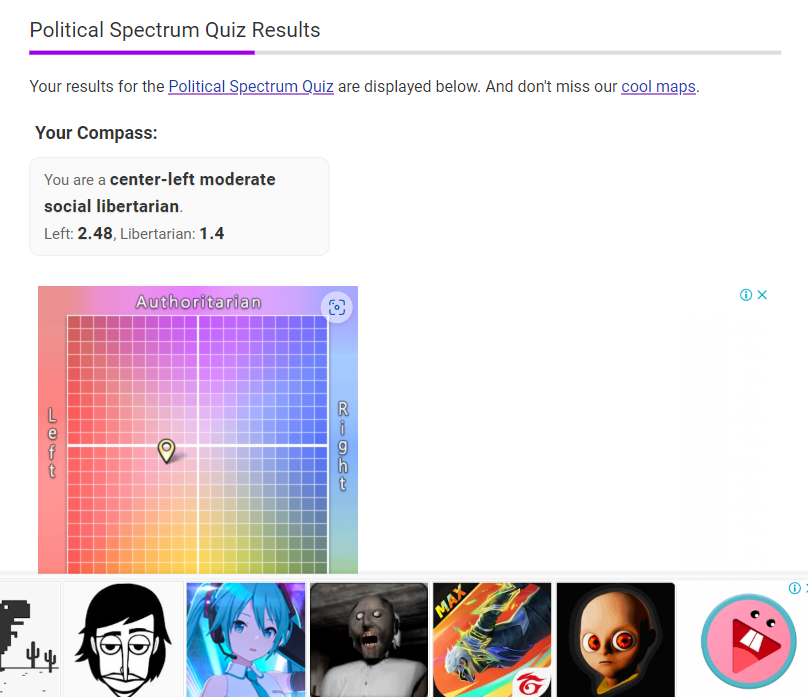 Political Spectrum Quiz Results
Your results for the Political Spectrum Quiz are displayed below. And don't miss our cool maps.
Your Compass:
You are a center-left moderate
social libertarian.
Left: 2.48, Libertarian: 1.4
Authoritarian
Left
Right
MAX